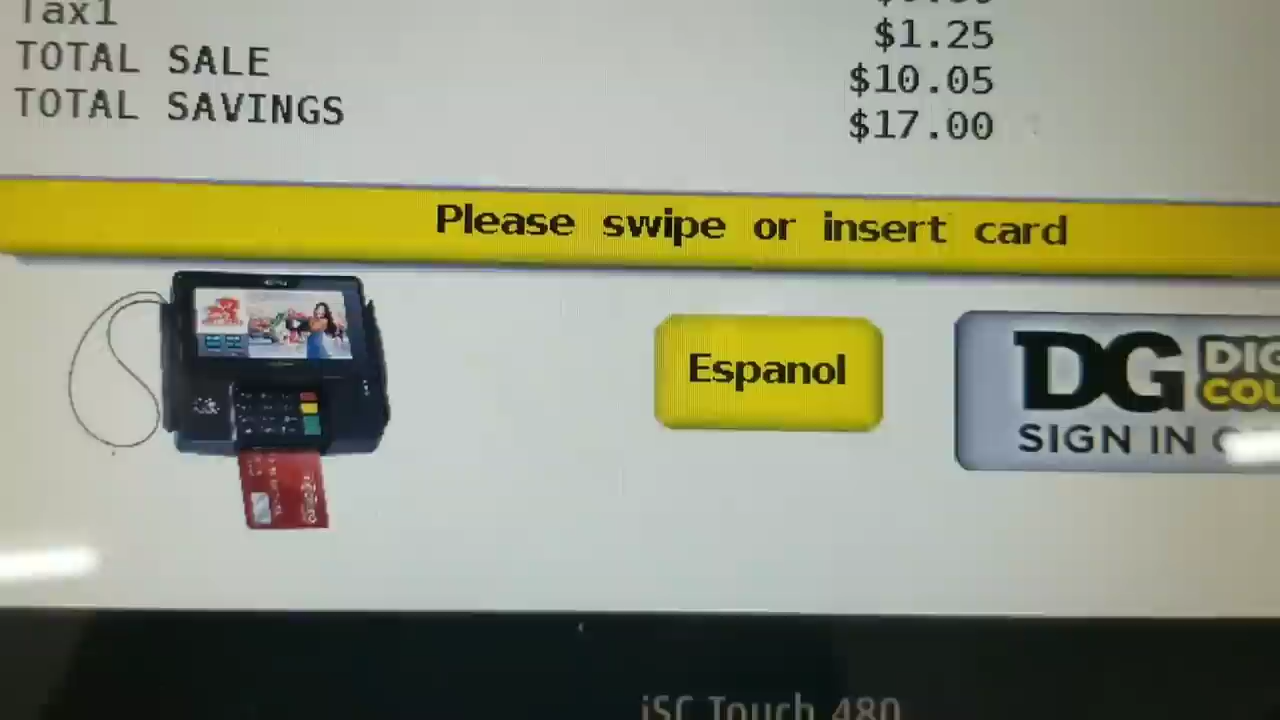 Tax1
$1.25
TOTAL SALE $10.05
TOTAL SAVINGS $17.00
Please swipe or insert card
Espanol
DG
SIGN IN
iSC Touch 480